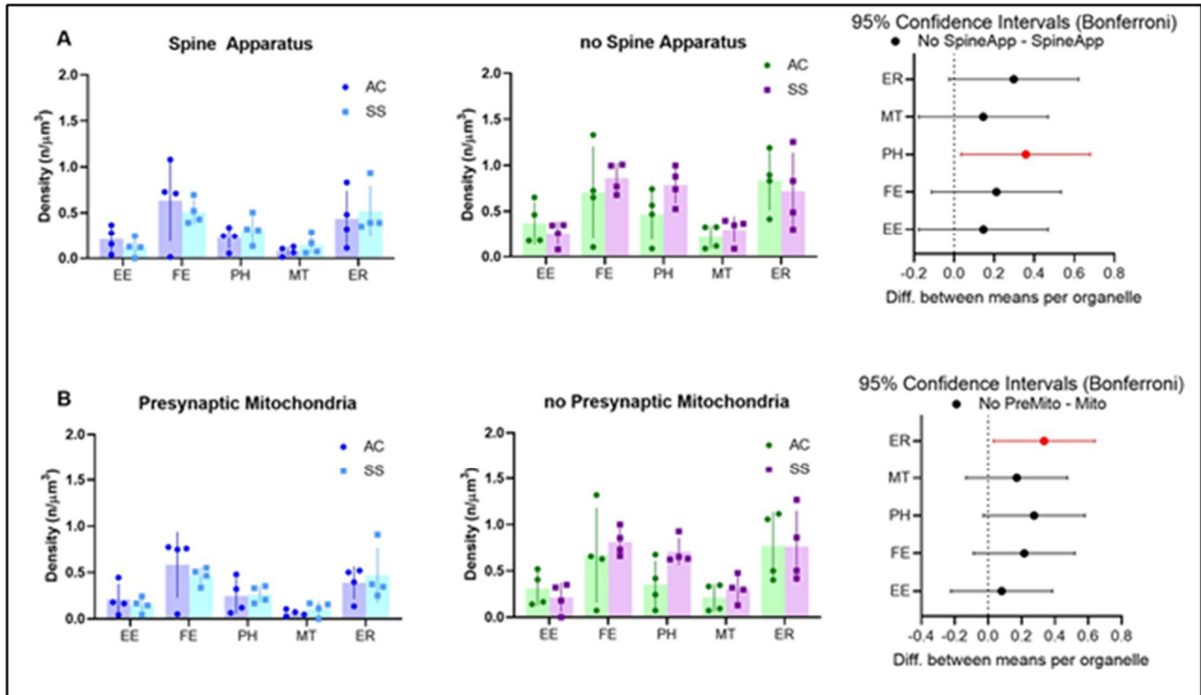 A
Spine Apparatus
Density (n/μm³)
2.0
1.5
1.0
0.5
0.0
EE FE PH MT ER
AC
SS
no Spine Apparatus
Density (n/μm³)
2.0
1.5
1.0
0.5
0.0
EE FE PH MT ER
AC
SS
95% Confidence Intervals (Bonferroni)
No SpineApp - SpineApp
ER
MT
PH
FE
EE
-0.2 0.0 0.2 0.4 0.6 0.8
Diff. between means per organelle
B
Presynaptic Mitochondria
Density (n/μm³)
2.0
1.5
1.0
0.5
0.0
EE FE PH MT ER
AC
SS
no Presynaptic Mitochondria
Density (n/μm³)
2.0
1.5
1.0
0.5
0.0
EE FE PH MT ER
AC
SS
95% Confidence Intervals (Bonferroni)
No PreMito - Mito
ER
MT
PH
FE
EE
-0.4 -0.2 0.0 0.2 0.4 0.6 0.8
Diff. between means per organelle